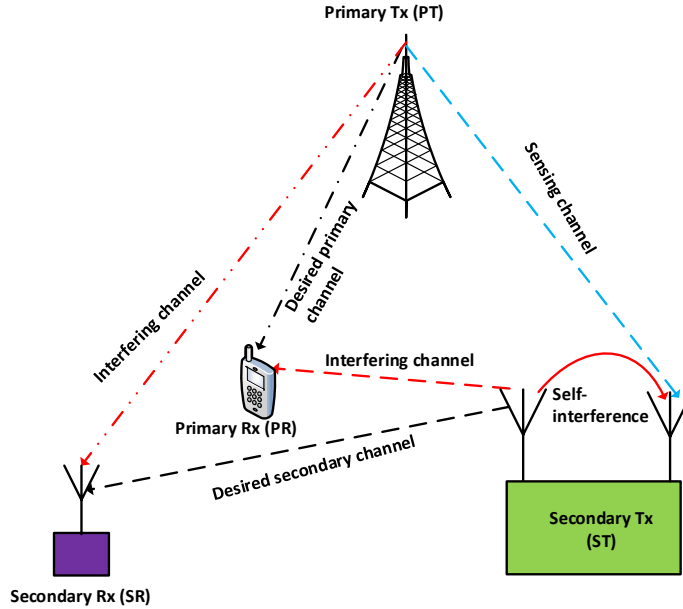 Primary Tx (PT)
Sensing channel
Desired primary
channel
Interfering channel
Interfering channel
Self-
interference
Primary Rx (PR)
Desired secondary channel
Secondary Tx
(ST)
Secondary Rx (SR)